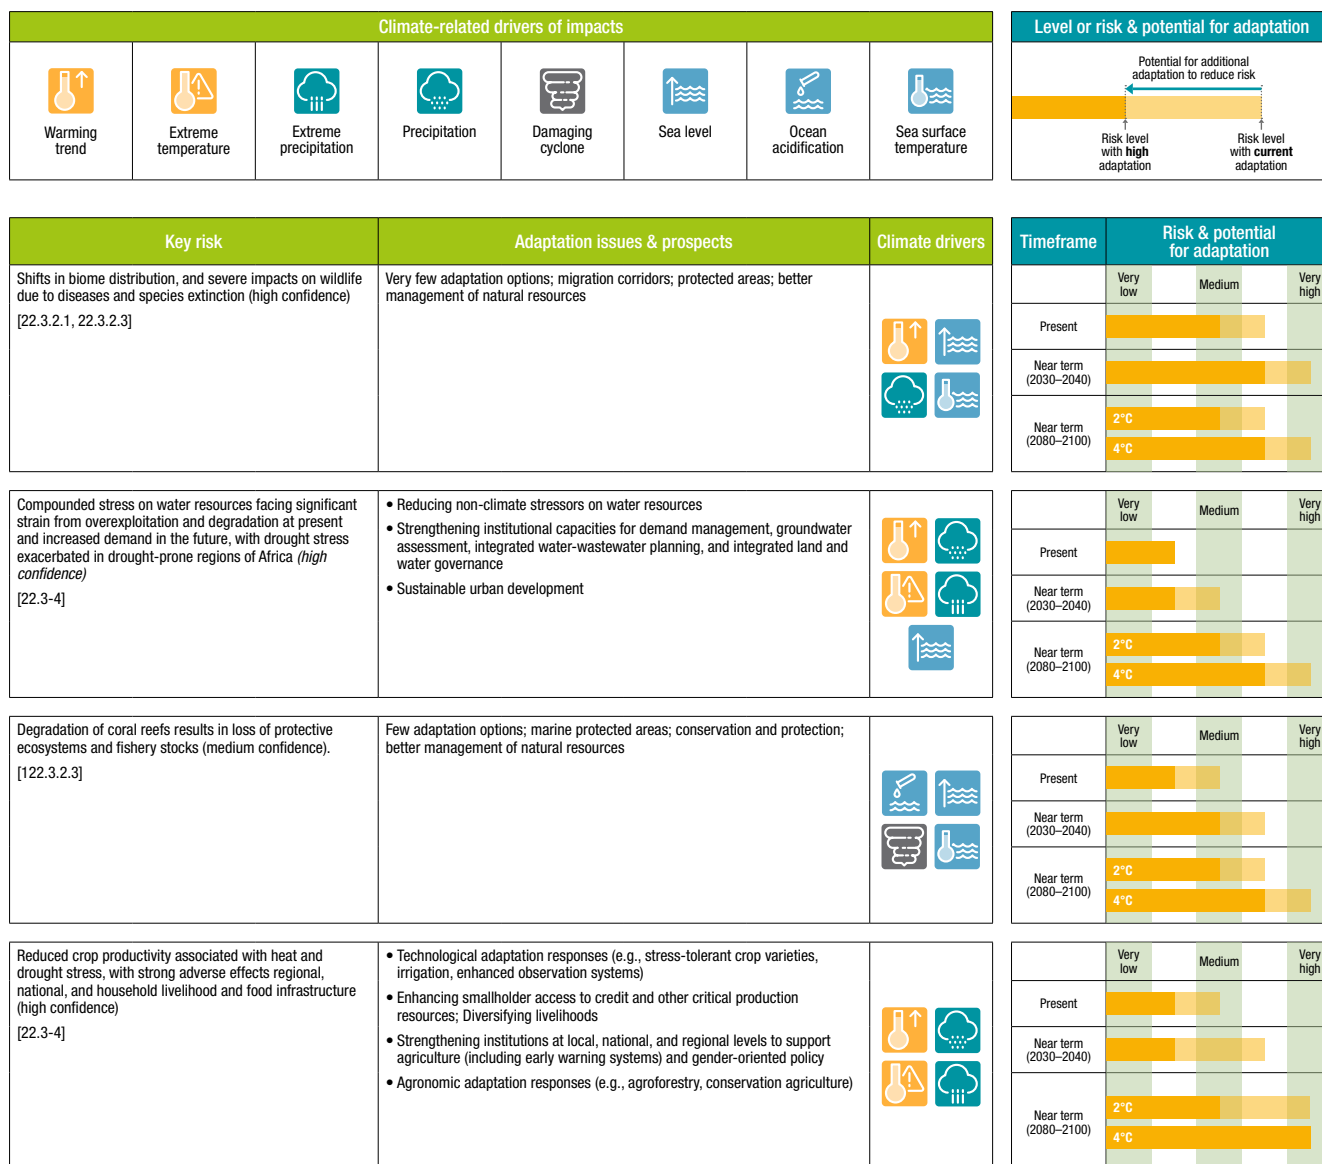 Climate-related drivers of impacts
Warming
trend
Extreme
temperature
Extreme
precipitation
Precipitation
Damaging
cyclone
Sea level
Ocean
acidification
Sea surface
temperature
Level or risk & potential for adaptation
Potential for additional
adaptation to reduce risk
Risk level
with high
adaptation
Risk level
with current
adaptation
Key risk
Adaptation issues & prospects
Climate drivers
Timeframe
Risk & potential
for adaptation
Shifts in biome distribution, and severe impacts on wildlife
due to diseases and species extinction (high confidence)
[22.3.2.1, 22.3.2.3]
Very few adaptation options; migration corridors; protected areas; better
management of natural resources
Very
low
Medium
Very
high
Present
Near term
(2030–2040)
Near term
(2080–2100)
2°C
4°C
Compounded stress on water resources facing significant
strain from overexploitation and degradation at present
and increased demand in the future, with drought stress
exacerbated in drought-prone regions of Africa (high
confidence)
[22.3-4]
• Reducing non-climate stressors on water resources
• Strengthening institutional capacities for demand management, groundwater
assessment, integrated water-wastewater planning, and integrated land and
water governance
• Sustainable urban development
Very
low
Medium
Very
high
Present
Near term
(2030–2040)
Near term
(2080–2100)
2°C
4°C
Degradation of coral reefs results in loss of protective
ecosystems and fishery stocks (medium confidence).
[122.3.2.3]
Few adaptation options; marine protected areas; conservation and protection;
better management of natural resources
Very
low
Medium
Very
high
Present
Near term
(2030–2040)
Near term
(2080–2100)
2°C
4°C
Reduced crop productivity associated with heat and
drought stress, with strong adverse effects regional,
national, and household livelihood and food infrastructure
(high confidence)
[22.3-4]
• Technological adaptation responses (e.g., stress-tolerant crop varieties,
irrigation, enhanced observation systems)
• Enhancing smallholder access to credit and other critical production
resources; Diversifying livelihoods
• Strengthening institutions at local, national, and regional levels to support
agriculture (including early warning systems) and gender-oriented policy
• Agronomic adaptation responses (e.g., agroforestry, conservation agriculture)
Very
low
Medium
Very
high
Present
Near term
(2030–2040)
Near term
(2080–2100)
2°C
4°C